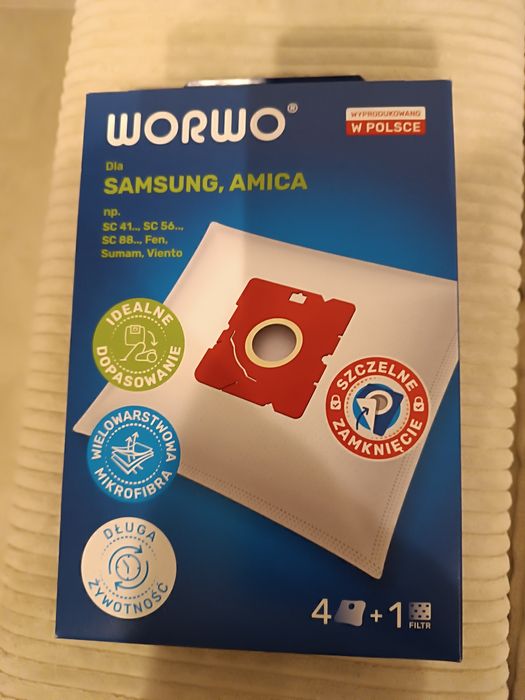 WORWO®
WYPRODUKOWANO
W POLSCE
Dla
SAMSUNG, AMICA
np.
SC 41.., SC 56..,
SC 88.., Fen,
Sumam, Viento
IDEALNE
DOPASOWANIE
SZCZELNE
ZAMKNIĘCIE
WIELOWARSTWOWA
MIKROFIBRA
DŁUGA
ŻYWOTNOŚĆ
4 + 1
FILTR